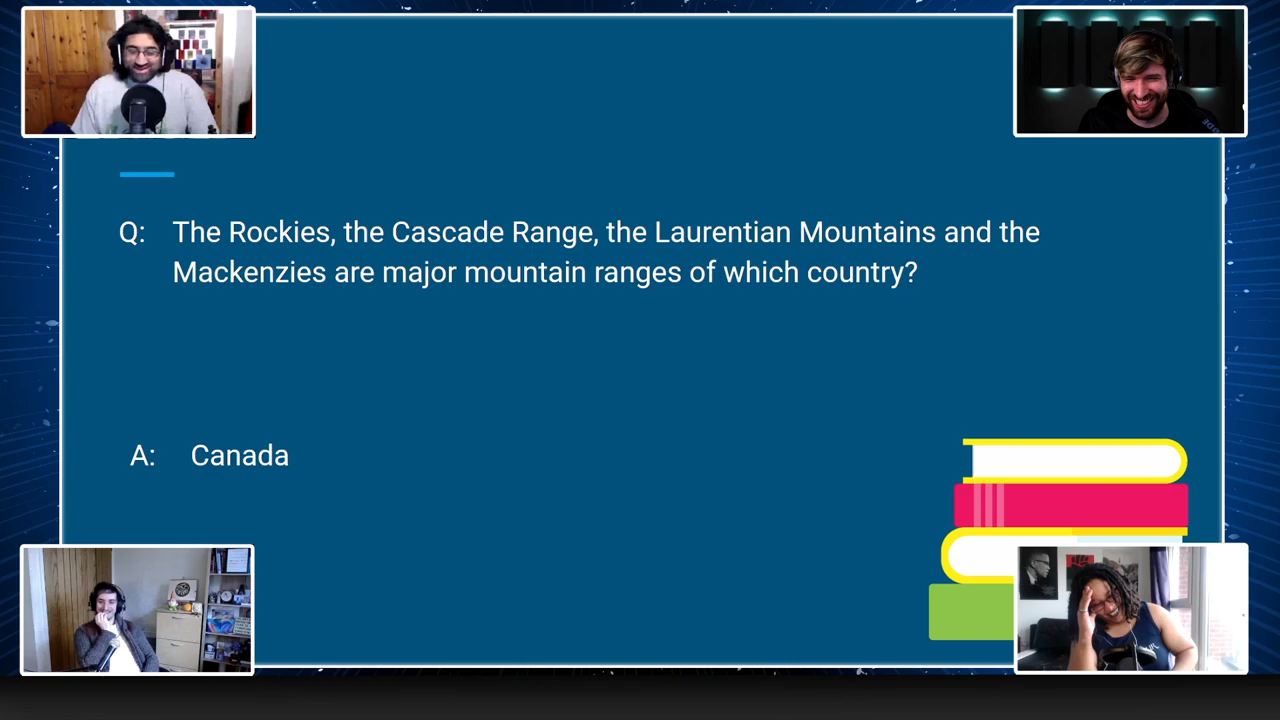 Q: The Rockies, the Cascade Range, the Laurentian Mountains and the
Mackenzies are major mountain ranges of which country?
A: Canada